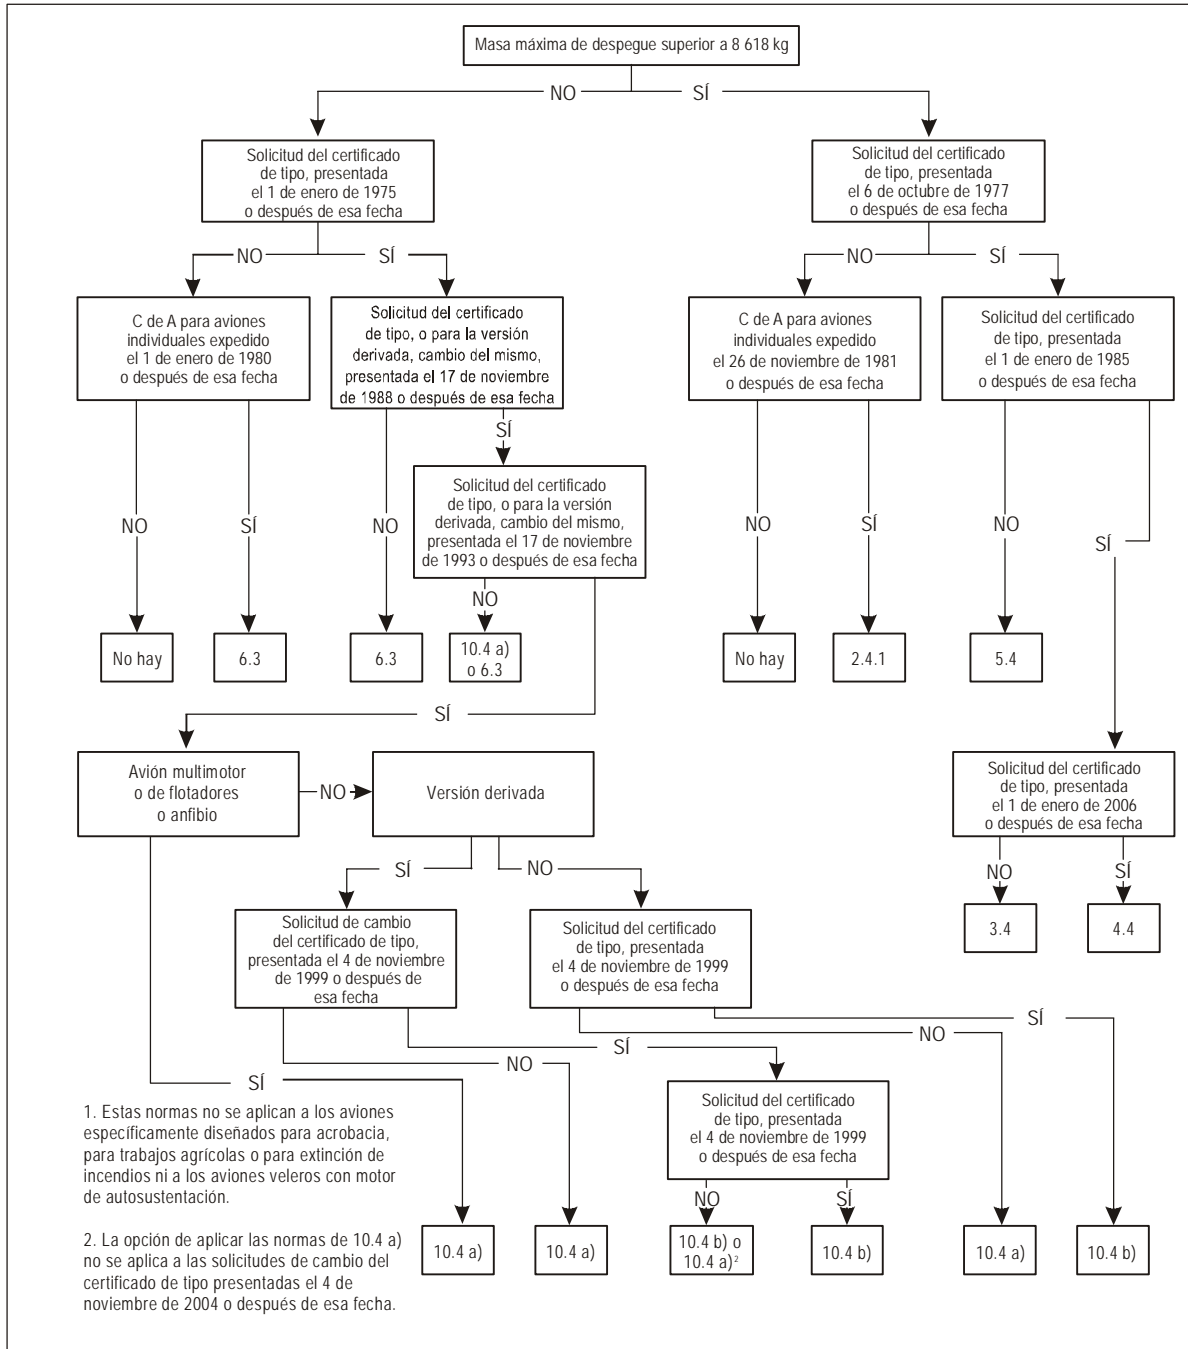 Masa máxima de despegue superior a 8 618 kg
NO
SÍ
Solicitud del certificado
de tipo, presentada
el 1 de enero de 1975
o después de esa fecha
Solicitud del certificado
de tipo, presentada
el 6 de octubre de 1977
o después de esa fecha
NO
SÍ
NO
SÍ
C de A para aviones
individuales expedido
el 1 de enero de 1980
o después de esa fecha
Solicitud del certificado
de tipo, o para la versión
derivada, cambio del mismo,
presentada el 17 de noviembre
de 1988 o después de esa fecha
C de A para aviones
individuales expedido
el 26 de noviembre de 1981
o después de esa fecha
Solicitud del certificado
de tipo, presentada
el 1 de enero de 1985
o después de esa fecha
SÍ
Solicitud del certificado
de tipo, o para la versión
derivada, cambio del mismo,
presentada el 17 de noviembre
de 1993 o después de esa fecha
NO
SÍ
NO
NO
SÍ
NO
SÍ
NO
No hay
6.3
6.3
10.4 a)
o 6.3
No hay
2.4.1
5.4
SÍ
Avión multimotor
o de flotadores
o anfibio
NO
Versión derivada
Solicitud del certificado
de tipo, presentada
el 1 de enero de 2006
o después de esa fecha
SÍ
NO
NO
SÍ
3.4
4.4
Solicitud de cambio
del certificado de tipo,
presentada el 4 de noviembre
de 1999 o después de
esa fecha
Solicitud del certificado
de tipo, presentada
el 4 de noviembre de 1999
o después de esa fecha
SÍ
NO
SÍ
NO
SÍ
Solicitud del certificado
de tipo, presentada
el 4 de noviembre de 1999
o después de esa fecha
NO
SÍ
1. Estas normas no se aplican a los aviones
específicamente diseñados para acrobacia,
para trabajos agrícolas o para extinción de
incendios ni a los aviones veleros con motor
de autosustentación.
2. La opción de aplicar las normas de 10.4 a)
no se aplica a las solicitudes de cambio del
certificado de tipo presentadas el 4 de
noviembre de 2004 o después de esa fecha.
10.4 a)
10.4 a)
10.4 b) o
10.4 a)²
10.4 b)
10.4 a)
10.4 b)